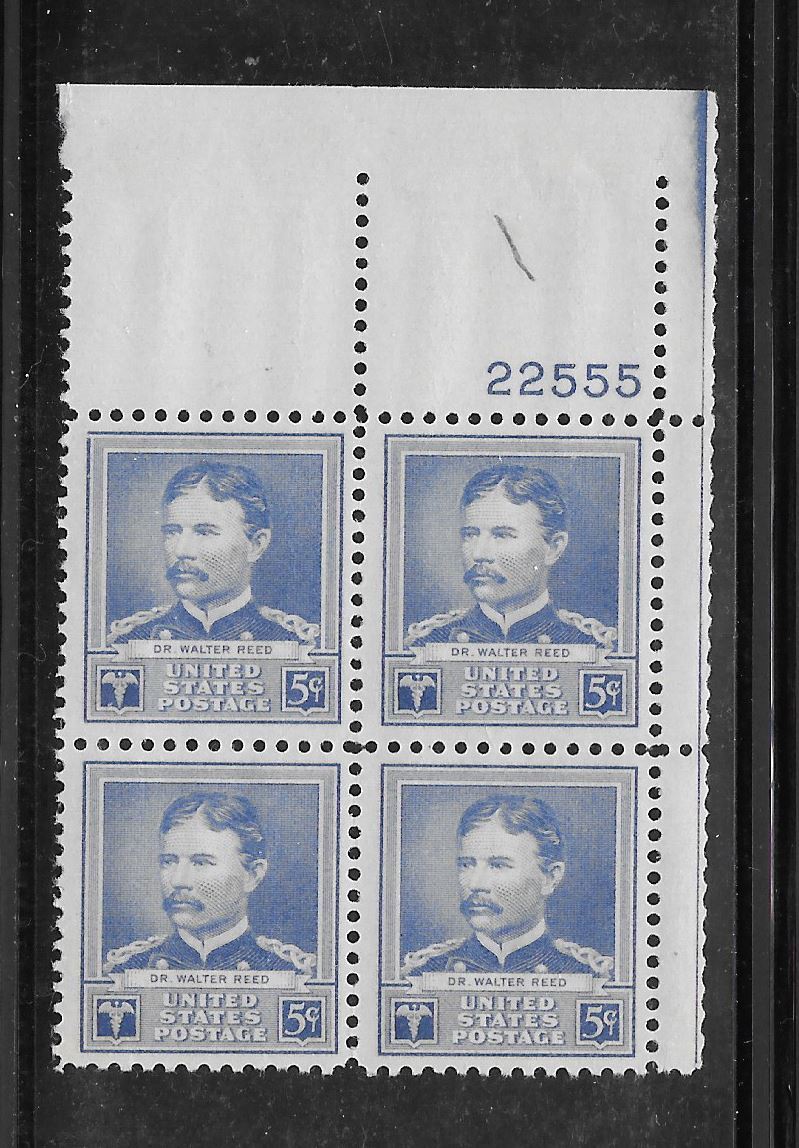 22555
DR. WALTER REED
UNITED
STATES
POSTAGE
5¢
DR. WALTER REED
UNITED
STATES
POSTAGE
5¢
DR. WALTER REED
UNITED
STATES
POSTAGE
5¢
DR. WALTER REED
UNITED
STATES
POSTAGE
5¢